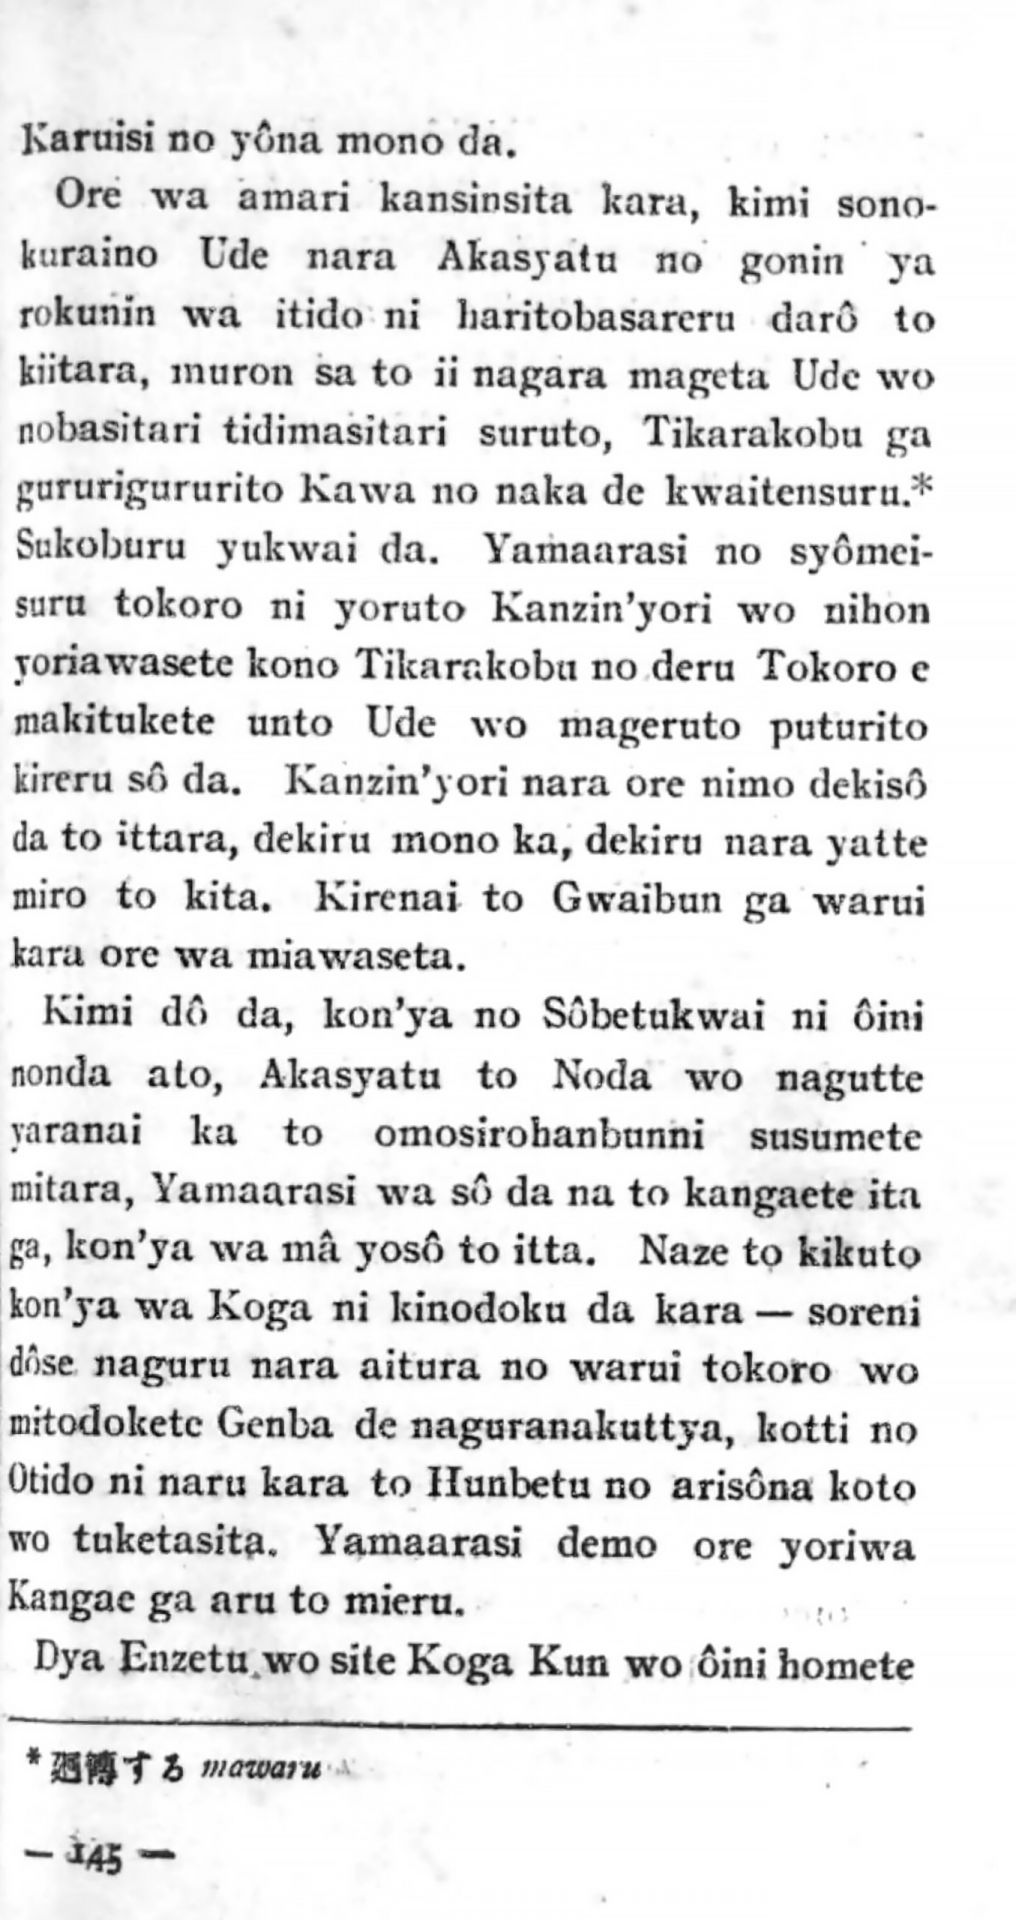 Karuisi no yôna mono da.
Ore wa amari kansinsita kara, kimi sono-
kuraino Ude nara Akasyatu no gonin ya
rokunin wa itido ni haritobasareru darô to
kiitara, muron sa to ii nagara mageta Ude wo
nobasitari tidimasitari suruto, Tikarakobu ga
gururigururito Kawa no naka de kwaitensuru.*
Sukoburu yukwai da. Yamaarasi no syômei-
suru tokoro ni yoruto Kanzin'yori wo nihon
yoriawasete kono Tikarakobu no deru Tokoro e
makitukete unto Ude wo mageruto puturito
kireru sô da. Kanzin'yori nara ore nimo dekisô
da to ittara, dekiru mono ka, dekiru nara yatte
miro to kita. Kirenai to Gwaibun ga warui
kara ore wa miawaseta.
Kimi dô da, kon'ya no Sôbetukwai ni ôini
nonda ato, Akasyatu to Noda wo nagutte
yaranai ka to omosirohanbunni susumete
mitara, Yamaarasi wa sô da na to kangaete ita
ga, kon'ya wa mâ yosô to itta. Naze to kikuto
kon'ya wa Koga ni kinodoku da kara — soreni
dôse naguru nara aitura no warui tokoro wo
mitodokete Genba de naguranakuttya, kotti no
Otido ni naru kara to Hunbetu no arisôna koto
wo tuketasita. Yamaarasi demo ore yoriwa
Kangae ga aru to mieru.
Dya Enzetu wo site Koga Kun wo ôini homete
*廻轉する mawaru
— 145 —